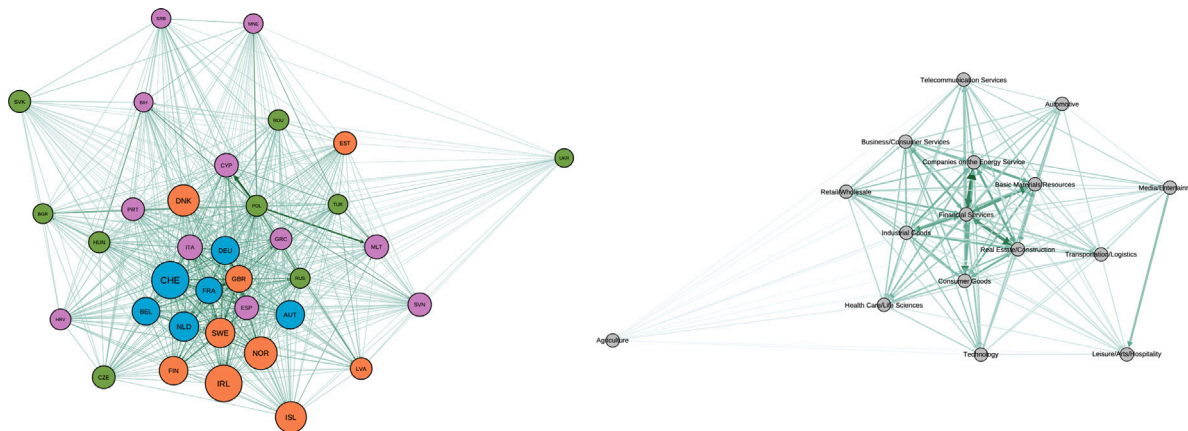 SRB
MNE
SVK
BIH
ROU
EST
CYP
UKR
DNK
POL
TUR
PRT
BGR
HUN
ITA
DEU
GRC
MLT
CHE
GBR
RUS
FRA
ESP
SVN
BEL
NLD
AUT
HRV
SWE
NOR
CZE
FIN
IRL
LVA
ISL
Telecommunication Services
Automotive
Business/Consumer Services
Companies on the Energy Service
Basic Materials/Resources
Retail/Wholesale
Media/Entertainm
Financial Services
Industrial Goods
Real Estate/Construction
Transportation/Logistics
Consumer Goods
Health Care/Life Sciences
Agriculture
Technology
Leisure/Arts/Hospitality